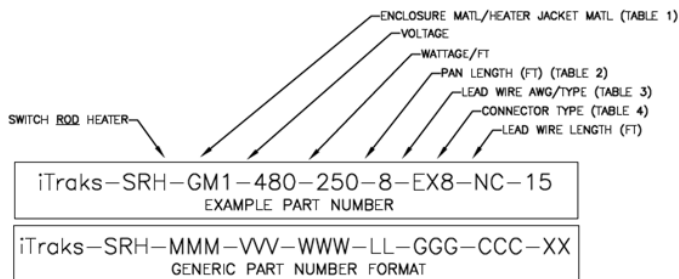 ENCLOSURE MATL/HEATER JACKET MATL (TABLE 1)
VOLTAGE
WATTAGE/FT
PAN LENGTH (FT) (TABLE 2)
LEAD WIRE AWG/TYPE (TABLE 3)
CONNECTOR TYPE (TABLE 4)
SWITCH ROD HEATER
LEAD WIRE LENGTH (FT)
iTraks-SRH-GM1-480-250-8-EX8-NC-15
EXAMPLE PART NUMBER
iTraks-SRH-MMM-VVV-WWW-LL-GGG-CCC-XX
GENERIC PART NUMBER FORMAT